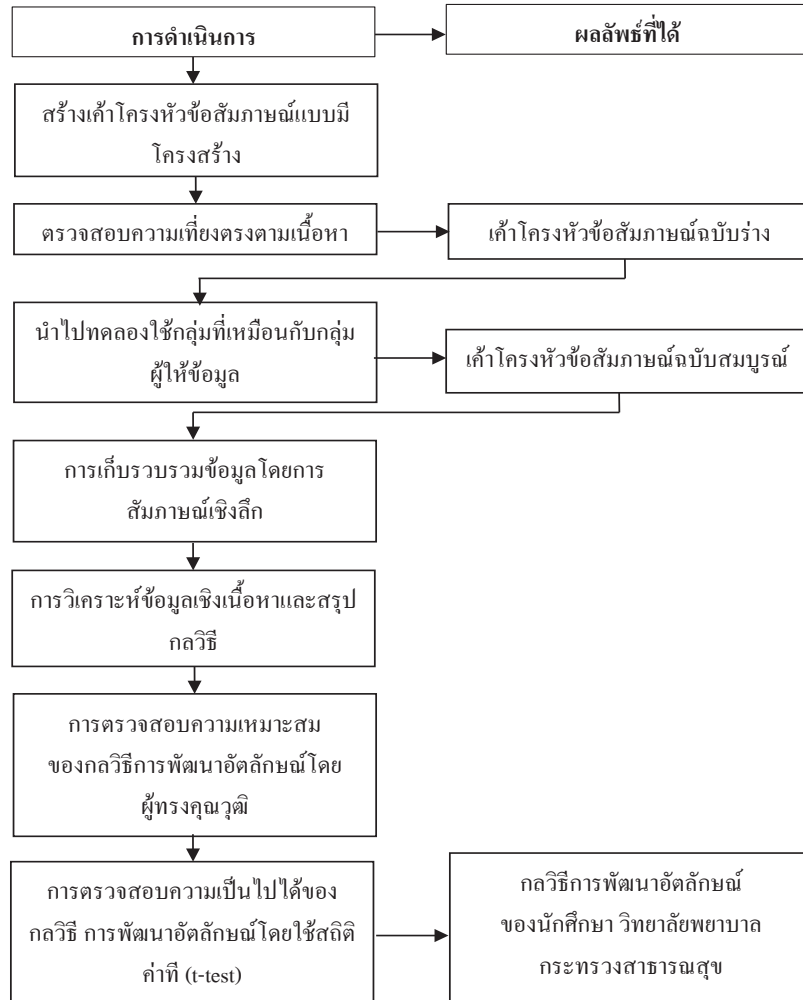 การดำเนินการ
ผลลัพธ์ที่ได้
สร้างเค้าโครงหัวข้อสัมภาษณ์แบบมี
โครงสร้าง
ตรวจสอบความเที่ยงตรงตามเนื้อหา
เค้าโครงหัวข้อสัมภาษณ์ฉบับร่าง
นำไปทดลองใช้กลุ่มที่เหมือนกับกลุ่ม
ผู้ให้ข้อมูล
เค้าโครงหัวข้อสัมภาษณ์ฉบับสมบูรณ์
การเก็บรวบรวมข้อมูลโดยการ
สัมภาษณ์เชิงลึก
การวิเคราะห์ข้อมูลเชิงเนื้อหาและสรุป
กลวิธี
การตรวจสอบความเหมาะสม
ของกลวิธีการพัฒนาอัตลักษณ์โดย
ผู้ทรงคุณวุฒิ
การตรวจสอบความเป็นไปได้ของ
กลวิธี การพัฒนาอัตลักษณ์โดยใช้สถิติ
ค่าที (t-test)
กลวิธีการพัฒนาอัตลักษณ์
ของนักศึกษา วิทยาลัยพยาบาล
กระทรวงสาธารณสุข